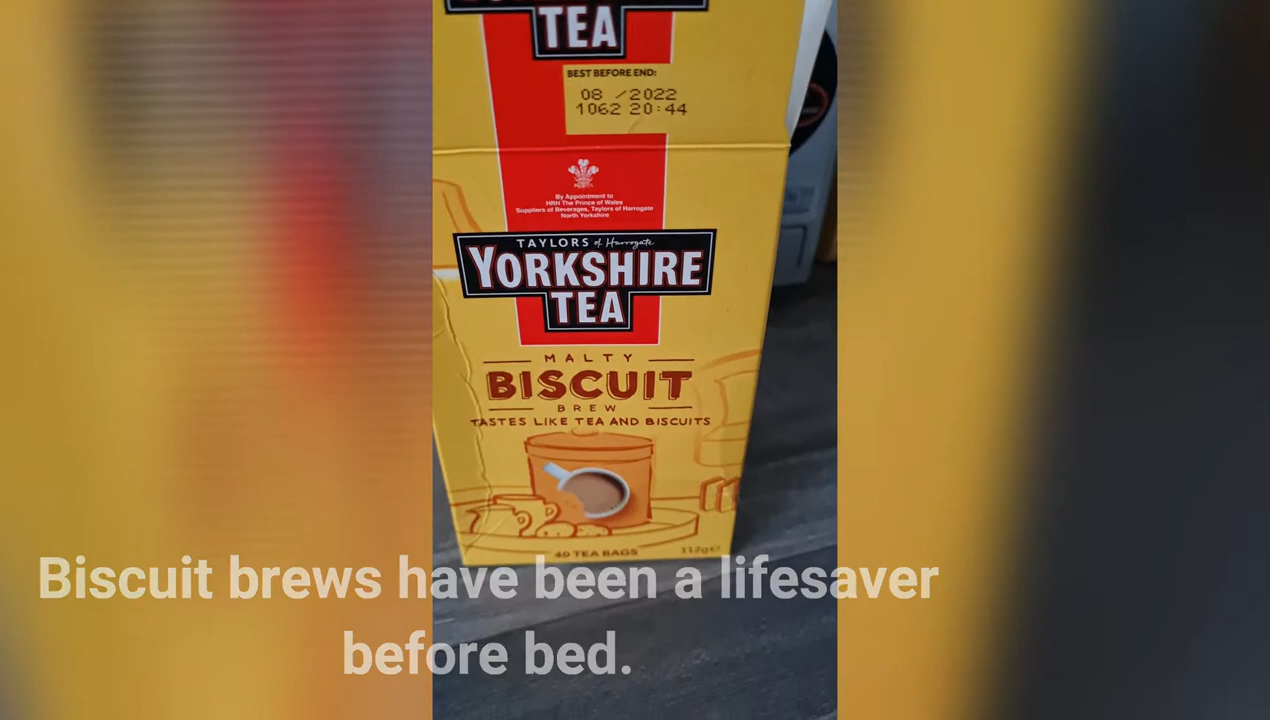 TEA
BEST BEFORE END:
08 /2022
1062 20:44
By Appointment to
HRH The Prince of Wales
Suppliers of Beverages, Taylors of Harrogate
North Yorkshire
TAYLORS of Harrogate
YORKSHIRE
TEA
MALTY
BISCUIT
BREW
TASTES LIKE TEA AND BISCUITS
40 TEA BAGS 112g℮
Biscuit brews have been a lifesaver
before bed.